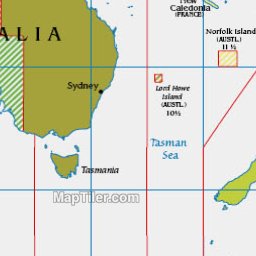 New
Caledonia
(FRANCE)
Norfolk Island
(AUSTL.)
11 ½
ALIA
Sydney
Lord Howe
Island
(AUSTL.)
10½
Tasman
Sea
Tasmania
MapTiler.com